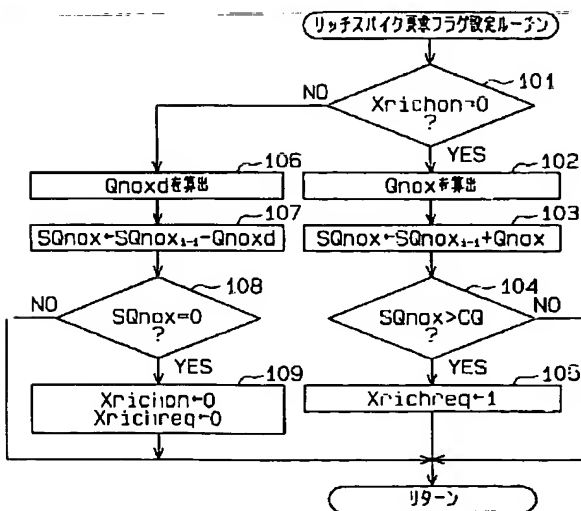 リッチスパイク要求フラグ設定ルーチン
101
NO
Xrichon=0
?
YES
106
102
Qnoxdを算出
Qnoxを算出
107
103
SQnox←SQnoxi-1-Qnoxd
SQnox←SQnoxi-1+Qnox
108
104
NO
SQnox=0
?
SQnox>CQ
?
NO
YES
YES
109
105
Xrichon←0
Xrichreq←0
Xrichreq←1
リターン